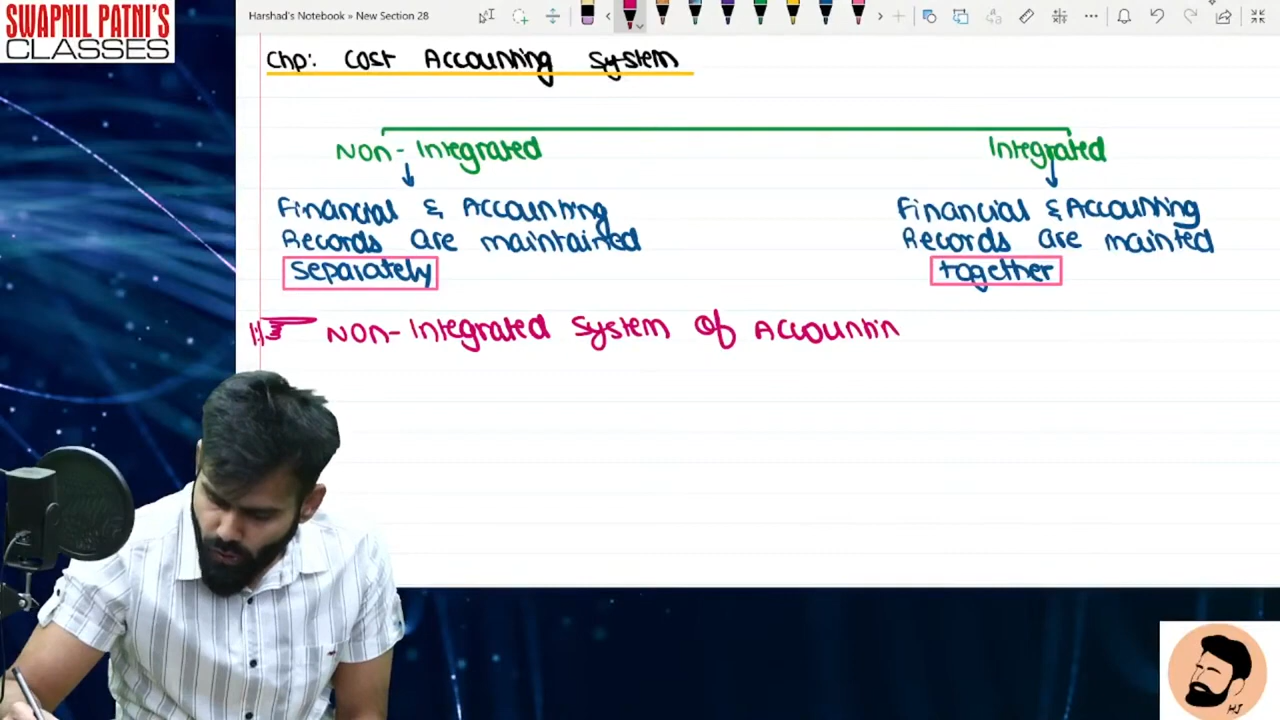 SWAPNIL PATNI'S
CLASSES
Harshad's Notebook » New Section 28
Chp: Cost Accounting System
Non-Integrated
Integrated
Financial & Accounting
Records are maintained
separately
Financial & Accounting
Records are mainted
together
Non-Integrated System of Accountin
HJ